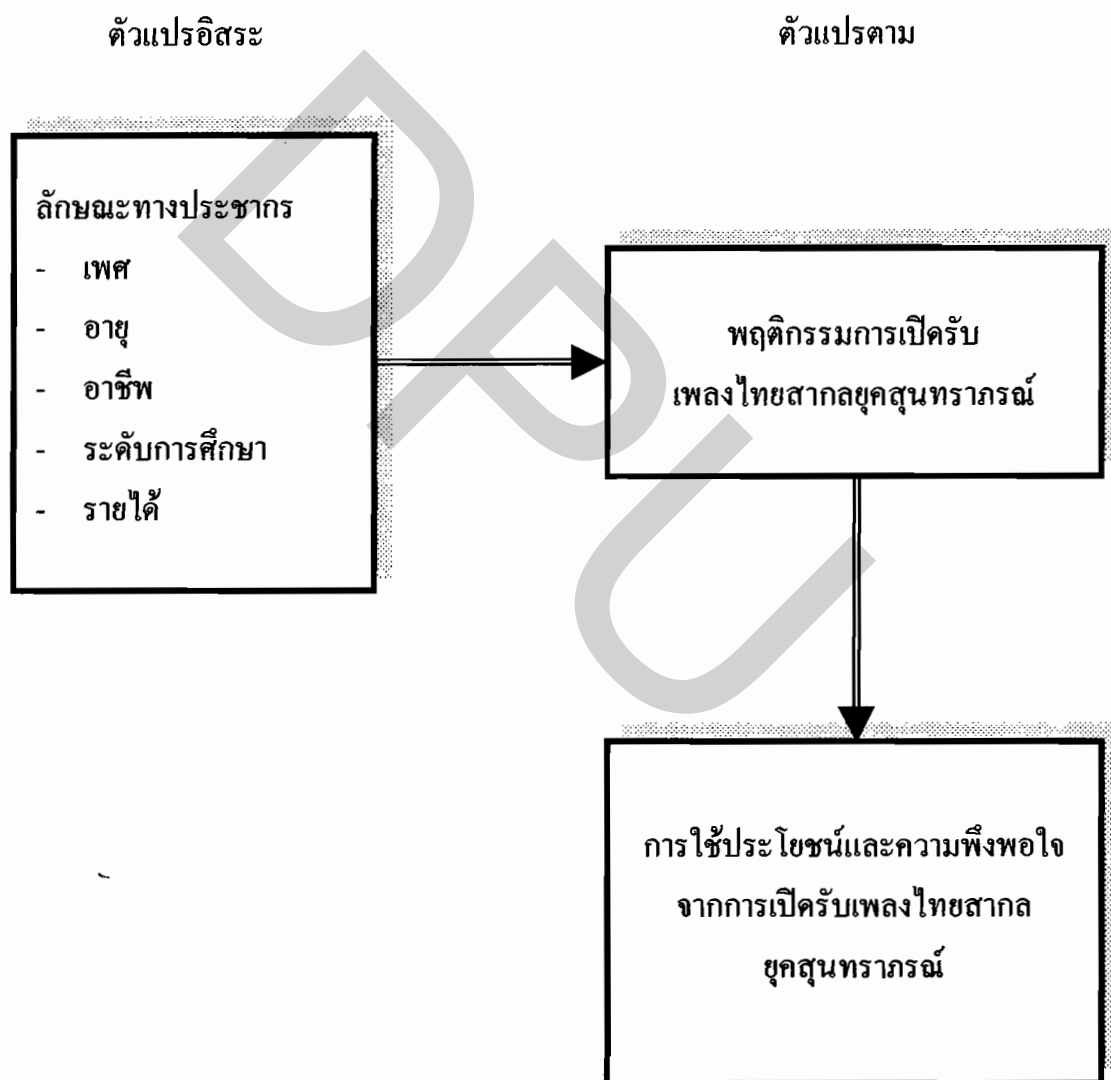 ตัวแปรอิสระ
ตัวแปรตาม
ลักษณะทางประชากร
- เพศ
- อายุ
- อาชีพ
- ระดับการศึกษา
- รายได้
พฤติกรรมการเปิดรับ
เพลงไทยสากลยุคสุนทราภรณ์
การใช้ประโยชน์และความพึงพอใจ
จากการเปิดรับเพลงไทยสากล
ยุคสุนทราภรณ์
DPU